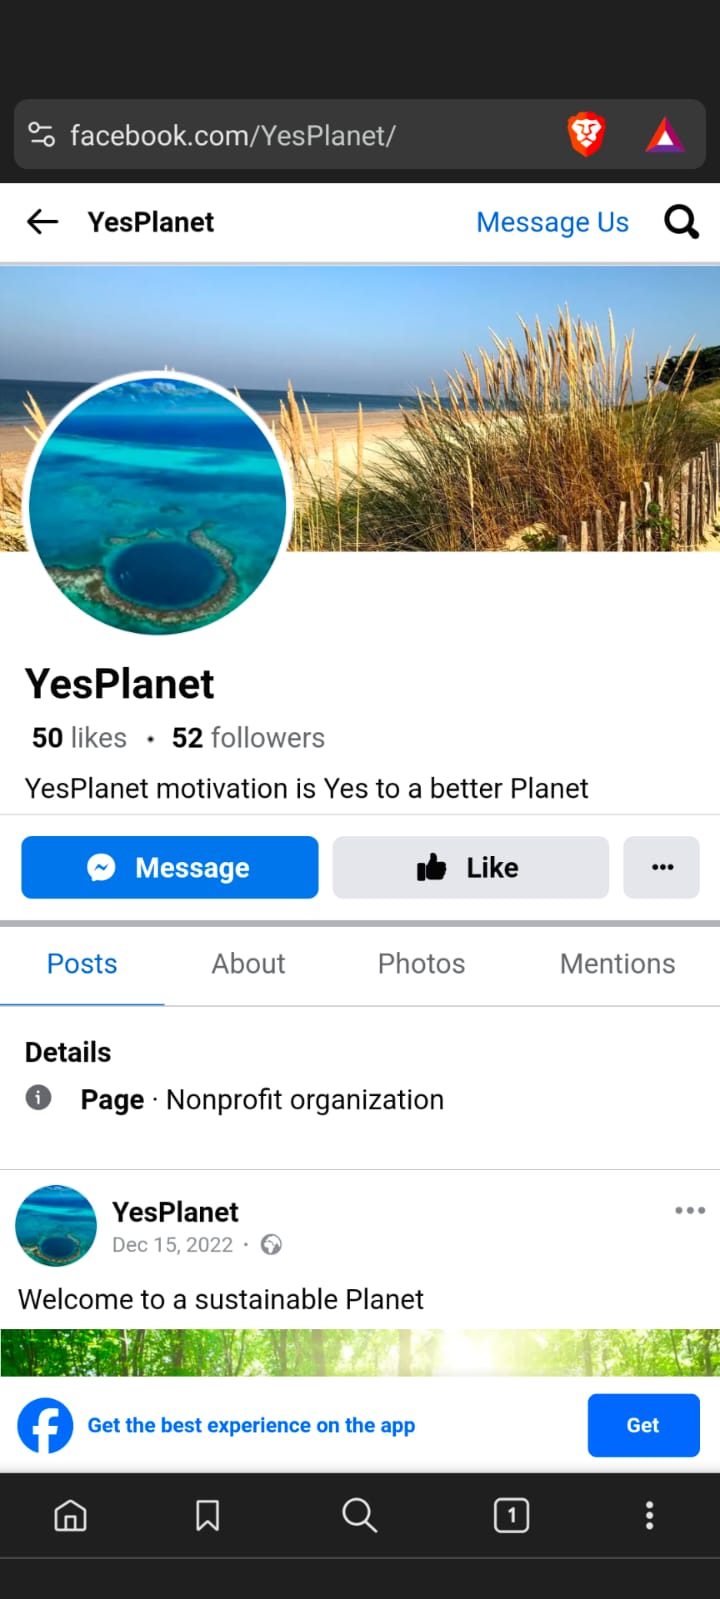 facebook.com/YesPlanet/
YesPlanet
Message Us
YesPlanet
50 likes • 52 followers
YesPlanet motivation is Yes to a better Planet
Message
Like
Posts
About
Photos
Mentions
Details
Page · Nonprofit organization
YesPlanet
Dec 15, 2022 ·
Welcome to a sustainable Planet
Get the best experience on the app
Get
1